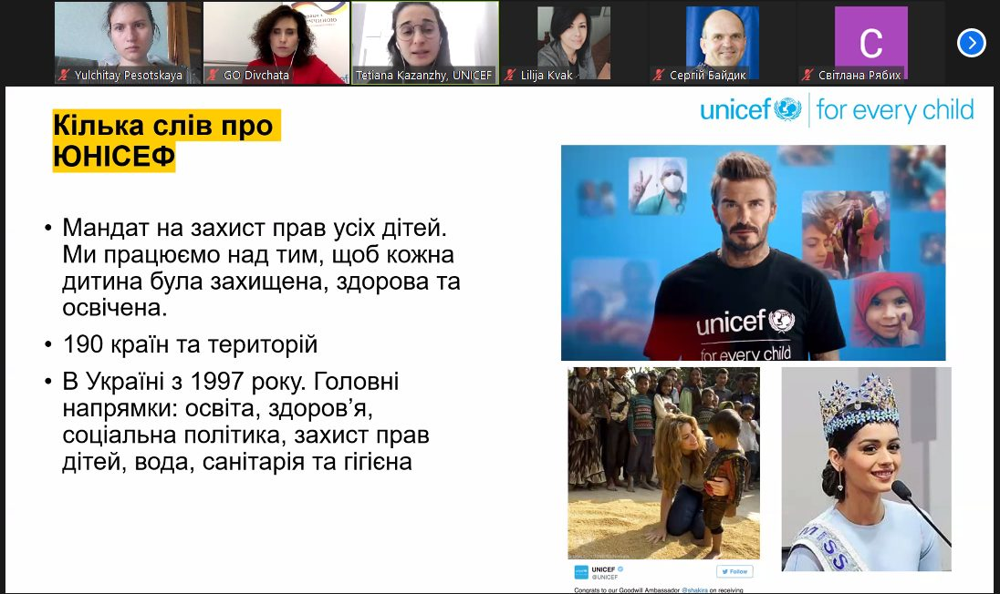 Yulchitay Pesotskaya
GO Divchata
Tetiana Kazanzhy, UNICEF
Lilija Kvak
Сергій Байдик
С
Світлана Рябих
unicef for every child
Кілька слів про
ЮНІСЕФ
• Мандат на захист прав усіх дітей.
Ми працюємо над тим, щоб кожна
дитина була захищена, здорова та
освічена.
• 190 країн та територій
• В Україні з 1997 року. Головні
напрямки: освіта, здоров’я,
соціальна політика, захист прав
дітей, вода, санітарія та гігієна
unicef
for every child
M SS
UNICEF
@UNICEF
Follow
Congrats to our Goodwill Ambassador @shakira on receiving